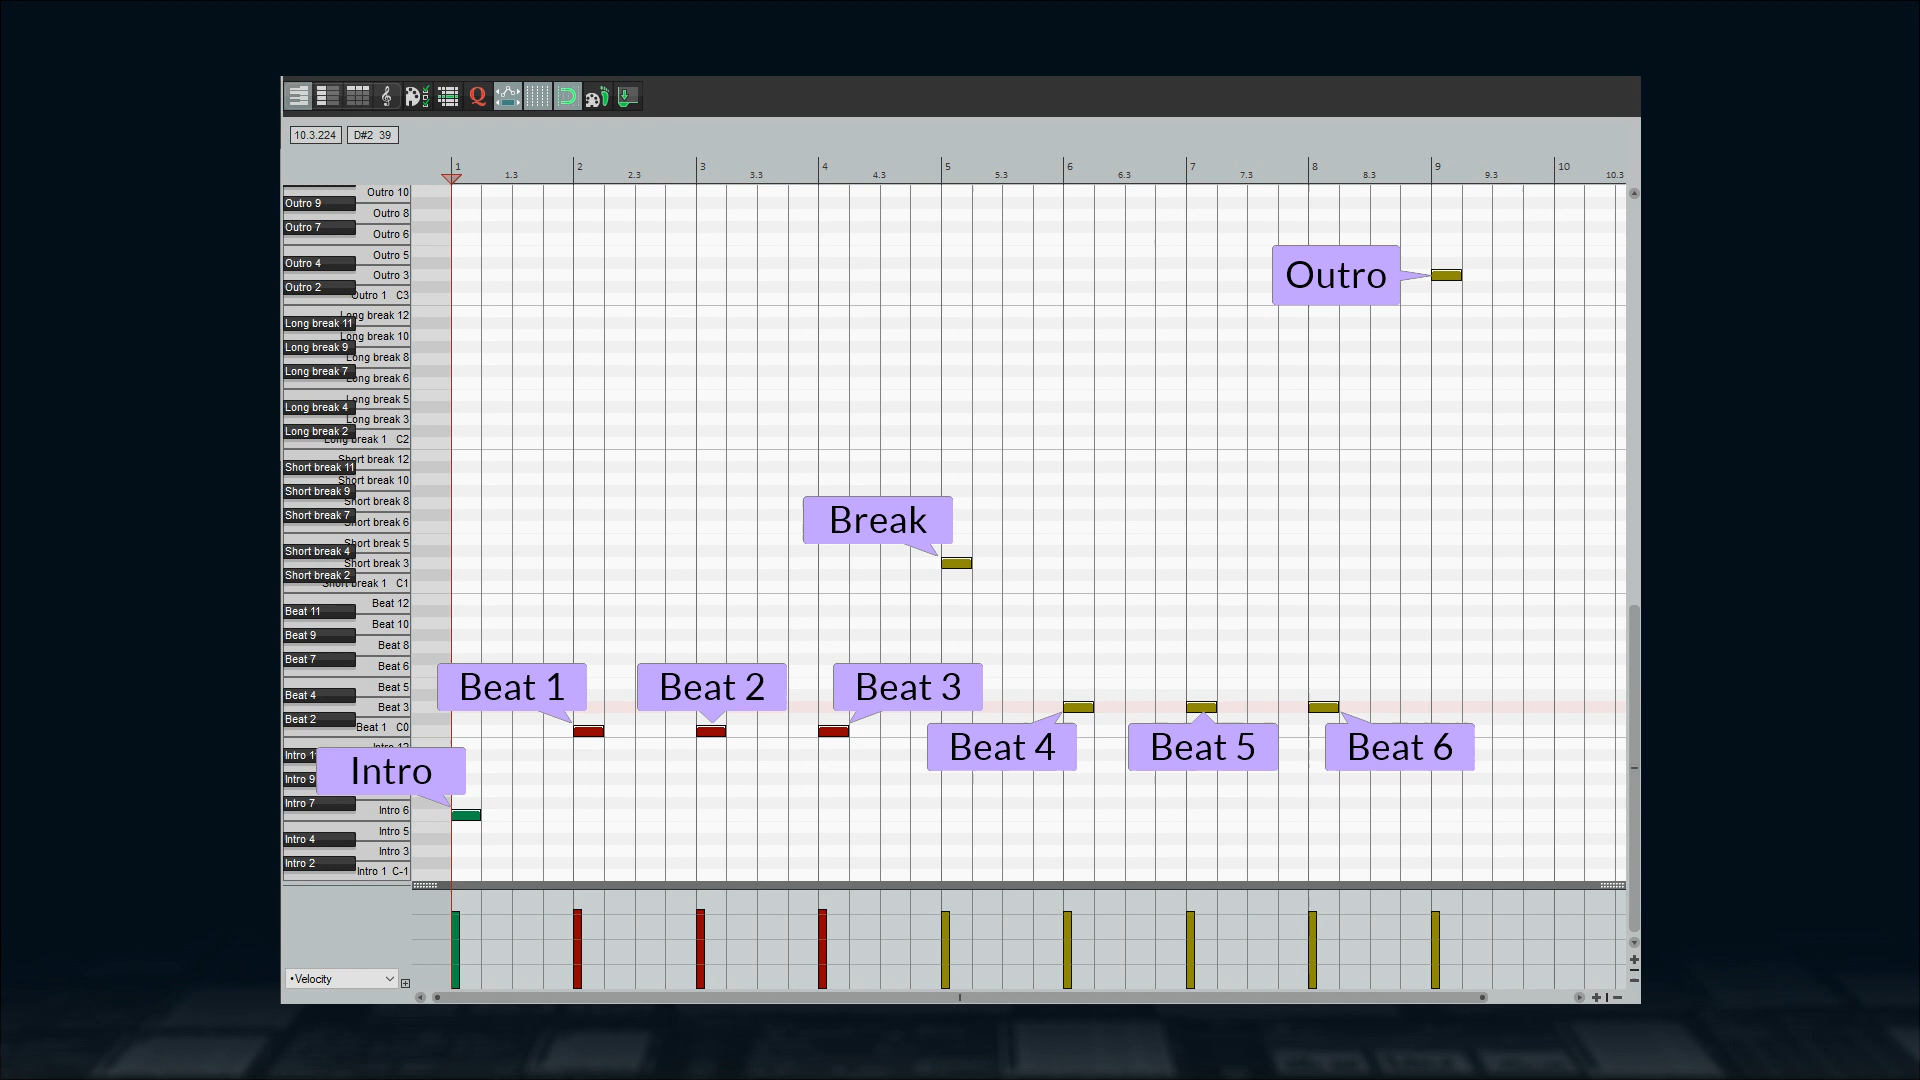 Q
10.3.224 D#2 39
1 2 3 4 5 6 7 8 9 10
1.3 2.3 3.3 4.3 5.3 6.3 7.3 8.3 9.3 10.3
Outro 10
Outro 9
Outro 8
Outro 7
Outro 6
Outro 5
Outro 4
Outro 3
Outro 2
Outro 1 C3
Long break 12
Long break 11
Long break 10
Long break 9
Long break 8
Long break 7
Long break 6
Long break 5
Long break 4
Long break 3
Long break 2
Long break 1 C2
Short break 12
Short break 11
Short break 10
Short break 9
Short break 8
Short break 7
Short break 6
Short break 5
Short break 4
Short break 3
Short break 2
Short break 1 C1
Beat 12
Beat 11
Beat 10
Beat 9
Beat 8
Beat 7
Beat 6
Beat 5
Beat 4
Beat 3
Beat 2
Beat 1 C0
Intro 9
Intro 7
Intro 6
Intro 5
Intro 4
Intro 3
Intro 2
Intro 1 C-1
Outro
Break
Beat 1
Beat 2
Beat 3
Beat 4
Beat 5
Beat 6
Intro
•Velocity